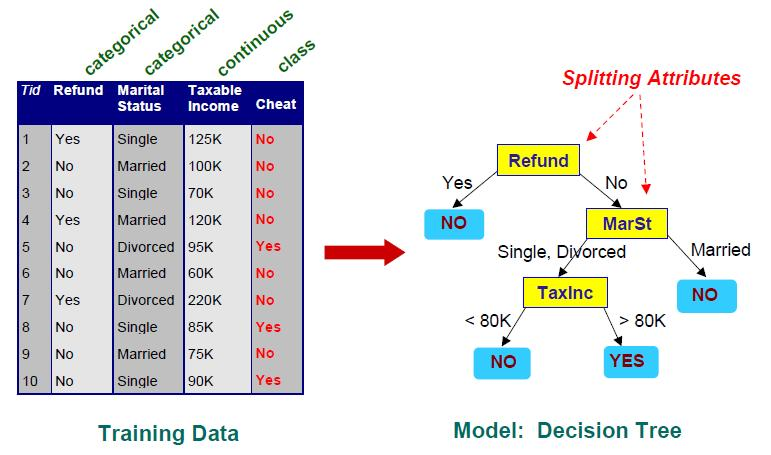 categorical categorical continuous class
Tid Refund Marital Status Taxable Income Cheat
1 Yes Single 125K No
2 No Married 100K No
3 No Single 70K No
4 Yes Married 120K No
5 No Divorced 95K Yes
6 No Married 60K No
7 Yes Divorced 220K No
8 No Single 85K Yes
9 No Married 75K No
10 No Single 90K Yes
Training Data
Splitting Attributes
Refund
Yes No
NO MarSt
Single, Divorced Married
TaxInc NO
< 80K > 80K
NO YES
Model: Decision Tree